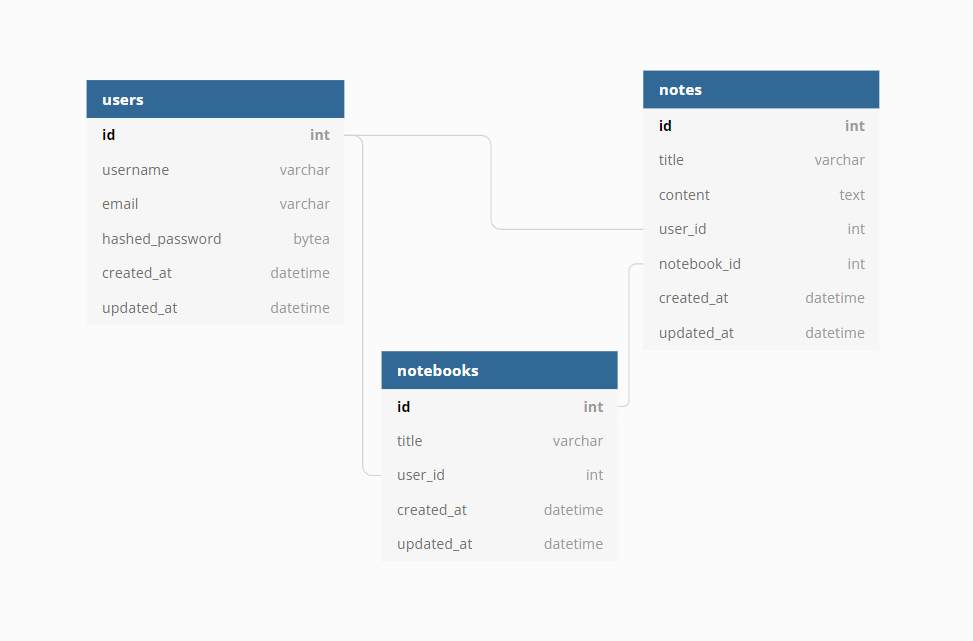 users
id int
username varchar
email varchar
hashed_password bytea
created_at datetime
updated_at datetime
notes
id int
title varchar
content text
user_id int
notebook_id int
created_at datetime
updated_at datetime
notebooks
id int
title varchar
user_id int
created_at datetime
updated_at datetime